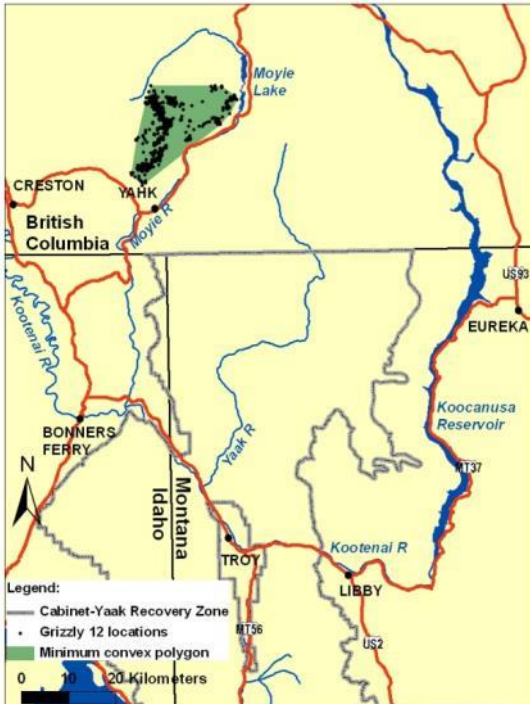 Moyie
Lake
CRESTON
YAHK
British
Columbia
Moyie R
US93
EUREKA
Kootenai R
Koocanusa
Reservoir
BONNERS
FERRY
Yaak R
MT37
N
Montana
Idaho
TROY
Kootenai R
LIBBY
Legend:
Cabinet-Yaak Recovery Zone
Grizzly 12 locations
Minimum convex polygon
MT56
US2
0 10 20 Kilometers